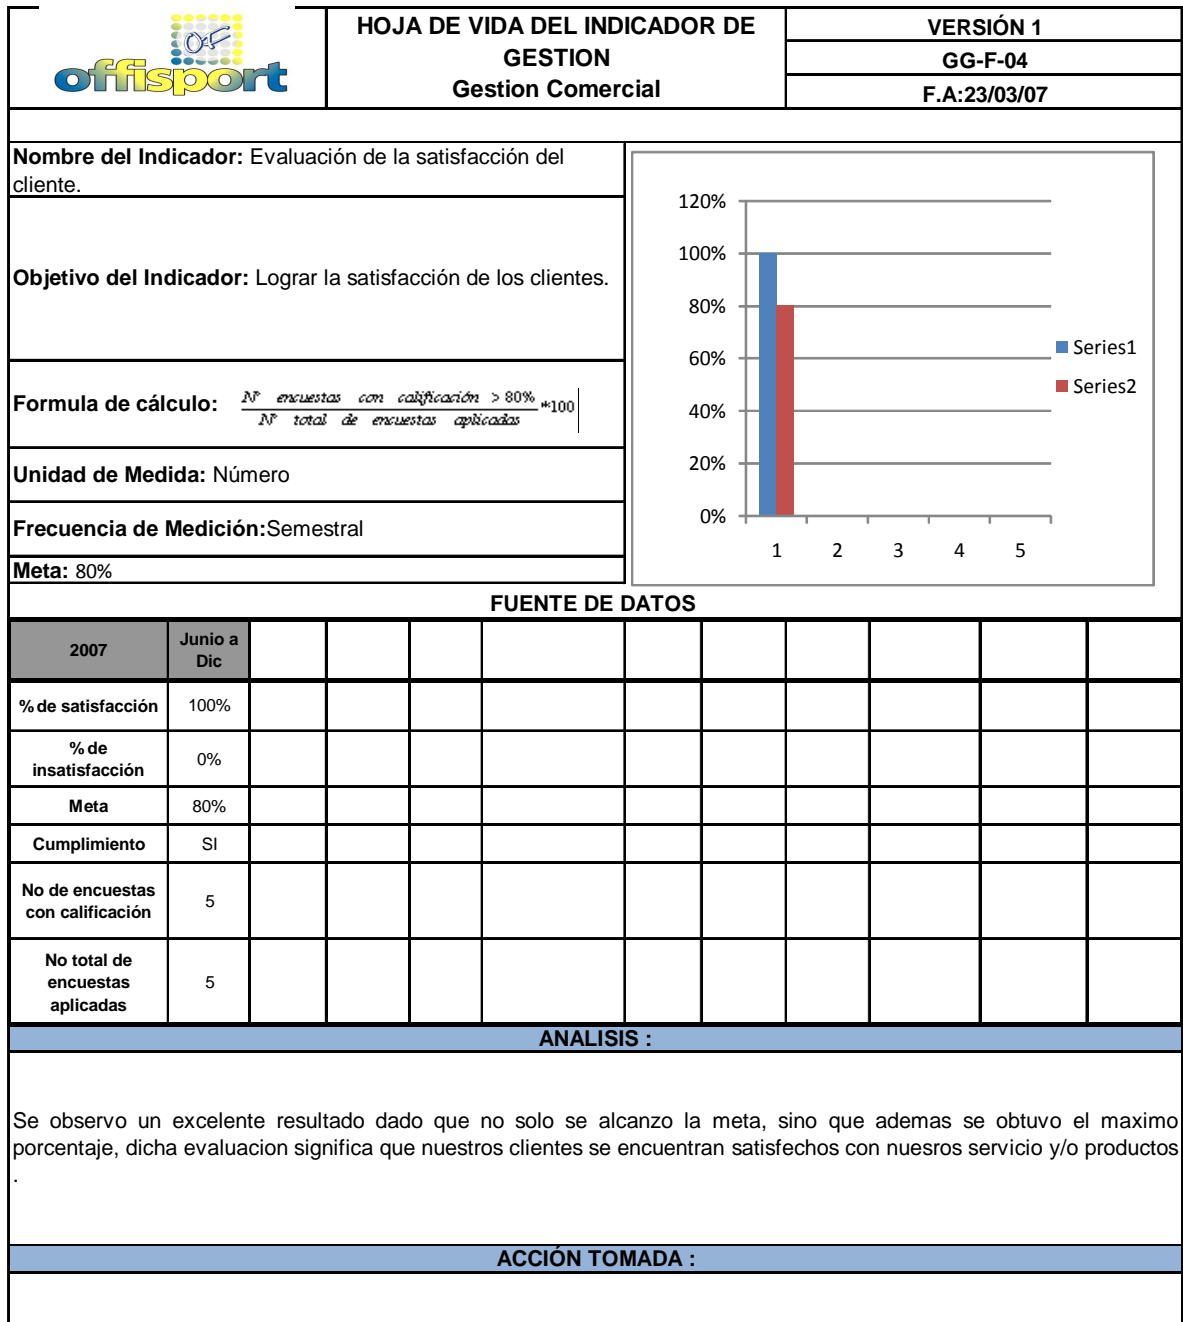 OF
offisport
HOJA DE VIDA DEL INDICADOR DE
GESTION
Gestion Comercial
VERSIÓN 1
GG-F-04
F.A:23/03/07
Nombre del Indicador: Evaluación de la satisfacción del
cliente.
Objetivo del Indicador: Lograr la satisfacción de los clientes.
Formula de cálculo:
Nº encuestas con calificación > 80%
Nº total de encuestas aplicadas
*100
Unidad de Medida: Número
Frecuencia de Medición:Semestral
Meta: 80%
120%
100%
80%
60%
40%
20%
0%
1 2 3 4 5
Series1
Series2
FUENTE DE DATOS
2007
Junio a
Dic
% de satisfacción
100%
% de
insatisfacción
0%
Meta
80%
Cumplimiento
SI
No de encuestas
con calificación
5
No total de
encuestas
aplicadas
5
ANALISIS :
Se observo un excelente resultado dado que no solo se alcanzo la meta, sino que ademas se obtuvo el maximo
porcentaje, dicha evaluacion significa que nuestros clientes se encuentran satisfechos con nuesros servicio y/o productos
.
ACCIÓN TOMADA :